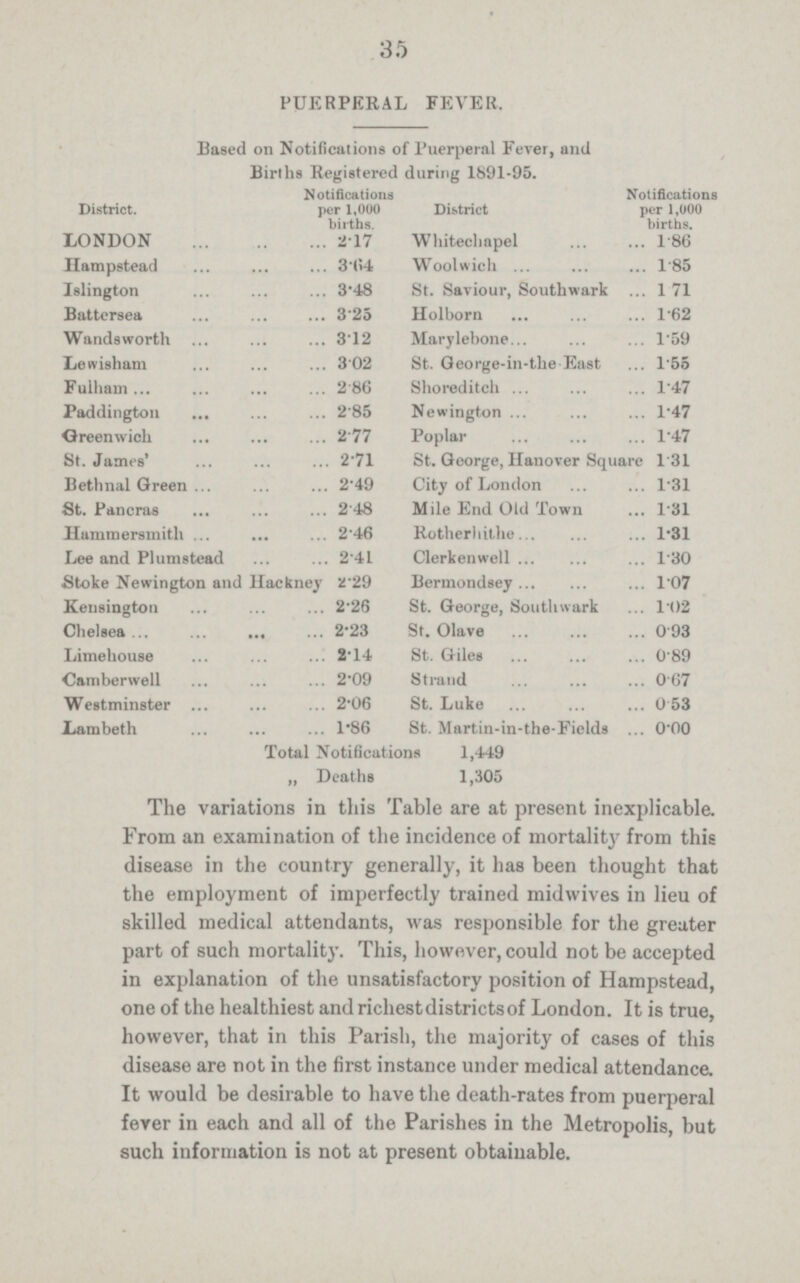 35
PUERPERAL FEVER.
Based on Notifications of Puerperal Fever, and
Births Registered during 1891-95.
District. Notifications per 1,000 births.
LONDON ... .. ... 2·17
Hampstead ... ... ... 3·64
Islington ... ... ... 3·48
Battersea ... ... ... 3·25
Wandsworth ... ... ... 3·12
Lewisham ... ... ... 3·02
Fulham ... ... ... ... 2·86
Paddington ... ... ... 2·85
Greenwich ... ... ... 2·77
St. James' ... ... ... 2·71
Bethnal Green ... ... ... 2·49
St. Pancras ... ... ... 2·48
Hammersmith ... ... ... 2·46
Lee and Plumstead ... ... 2·41
Stoke Newington and Hackney 2·29
Kensington ... ... ... 2·26
Chelsea ... ... ... ... 2·23
Limehouse ... ... ... 2·14
Camberwell ... ... ... 2·09
Westminster ... ... ... 2·06
Lambeth ... ... ... 1·86
District Notifications per 1,000 births.
Whitechapel ... ... 1·86
Woolwich ... ... ... 1·85
St. Saviour, Southwark ... 1 71
Holborn ... ... ... 1·62
Marylebone... ... ... 1·59
St. George-in-the-East ... 1·55
Shoreditch ... ... ... 1·47
Newington ... ... ... 1·47
Poplar ... ... ... 1·47
St. George, Hanover Square 1·31
City of London ... ... 1·31
Mile End Old Town ... 1·31
Rotherhithe... ... ... 1·31
Clerkenwell ... ... ... 1·30
Bermondsey ... ... ... 1·07
St. George, Southwark ... 1·02
St. Olave ... ... ... 0·93
St. Giles ... ... ... 0·89
Strand ... ... ... 0·67
St. Luke ... ... ... 0·53
St. Martin-in-the-Fields ... 0·00
Total Notifications 1,449
„ Deaths 1,305
The variations in this Table are at present inexplicable.
From an examination of the incidence of mortality from this
disease in the country generally, it has been thought that
the employment of imperfectly trained midwives in lieu of
skilled medical attendants, was responsible for the greater
part of such mortality. This, however, could not be accepted
in explanation of the unsatisfactory position of Hampstead,
one of the healthiest and richest districts of London. It is true,
however, that in this Parish, the majority of cases of this
disease are not in the first instance under medical attendance.
It would be desirable to have the death-rates from puerperal
fever in each and all of the Parishes in the Metropolis, but
such information is not at present obtainable.